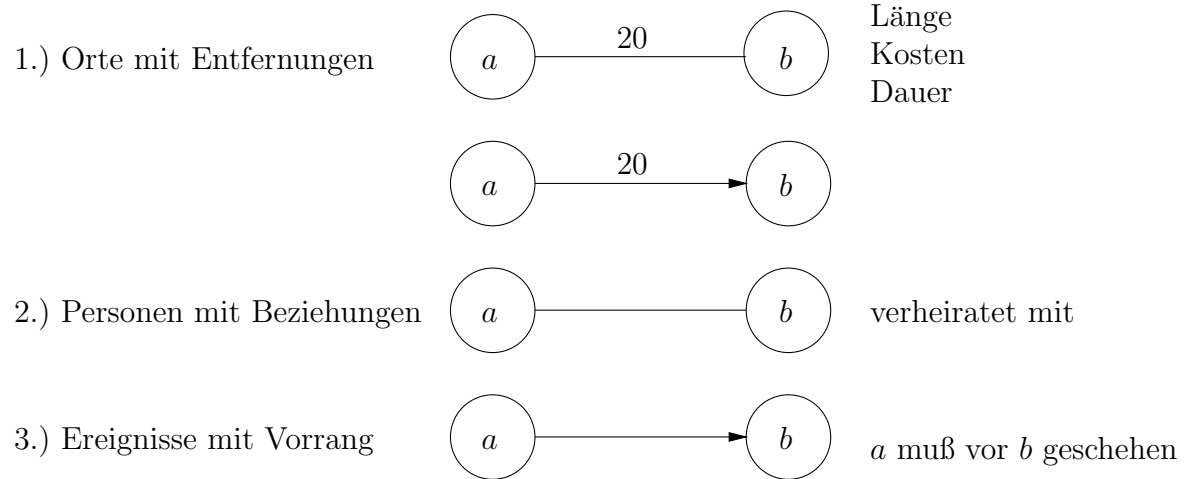 1.) Orte mit Entfernungen a 20 b Länge
Kosten
Dauer
a 20 b
2.) Personen mit Beziehungen a b verheiratet mit
3.) Ereignisse mit Vorrang a b a muß vor b geschehen